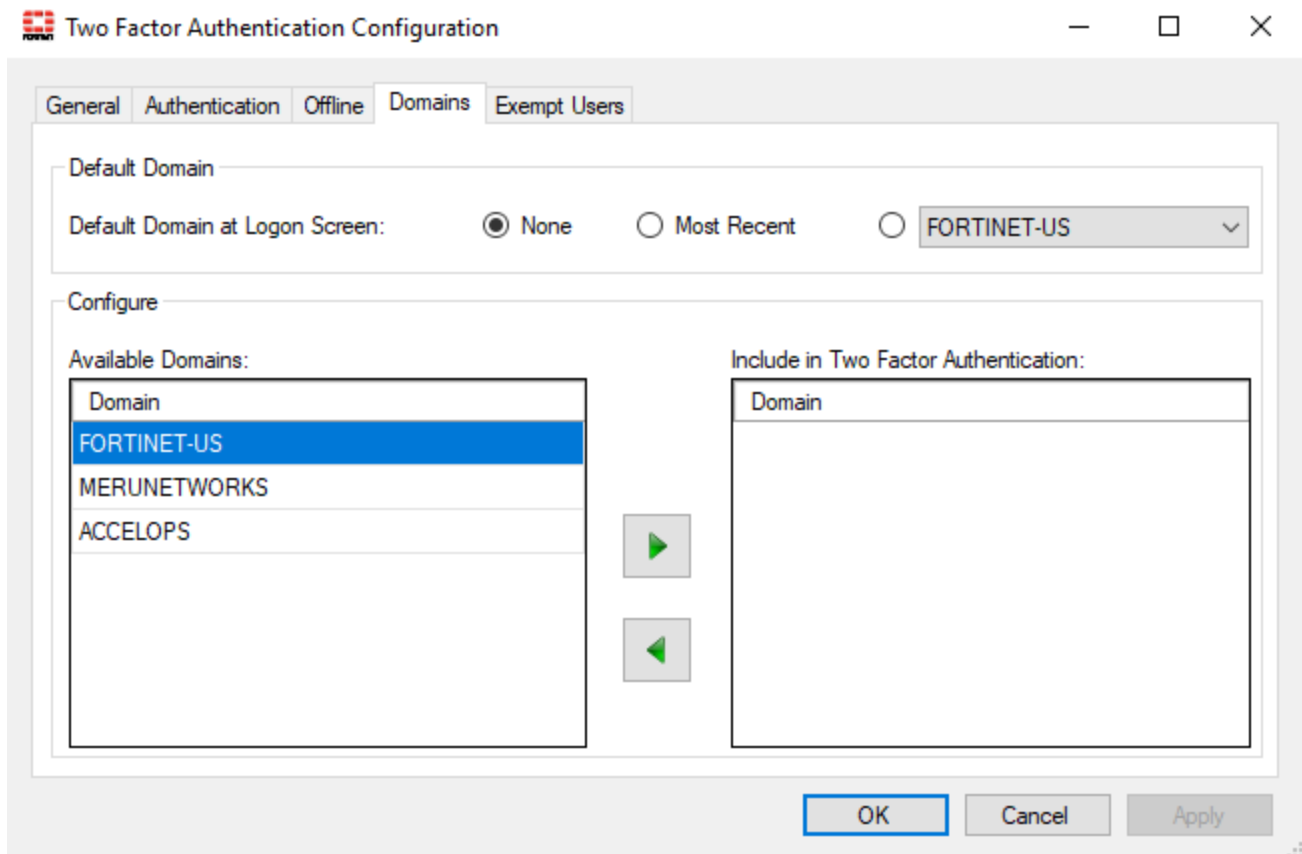 Two Factor Authentication Configuration
General Authentication Offline Domains Exempt Users
Default Domain
Default Domain at Logon Screen: None Most Recent FORTINET-US
Configure
Available Domains: Include in Two Factor Authentication:
Domain Domain
FORTINET-US
MERUNETWORKS
ACCELOPS
OK Cancel Apply